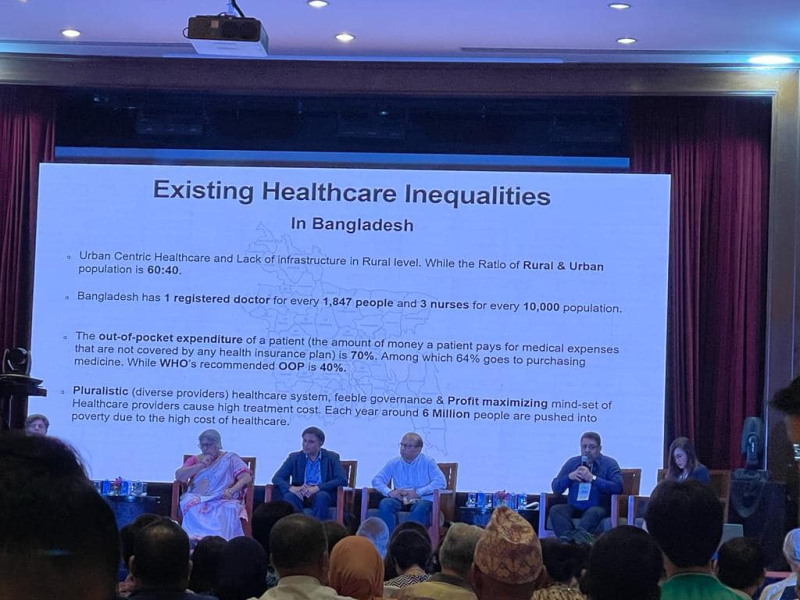 Existing Healthcare Inequalities
In Bangladesh
Urban Centric Healthcare and Lack of infrastructure in Rural level. While the Ratio of Rural & Urban
population is 60:40.
Bangladesh has 1 registered doctor for every 1,847 people and 3 nurses for every 10,000 population.
The out-of-pocket expenditure of a patient (the amount of money a patient pays for medical expenses
that are not covered by any health insurance plan) is 70%. Among which 64% goes to purchasing
medicine. While WHO's recommended OOP is 40%.
Pluralistic (diverse providers) healthcare system, feeble governance & Profit maximizing mind-set of
Healthcare providers cause high treatment cost. Each year around 6 Million people are pushed into
poverty due to the high cost of healthcare.